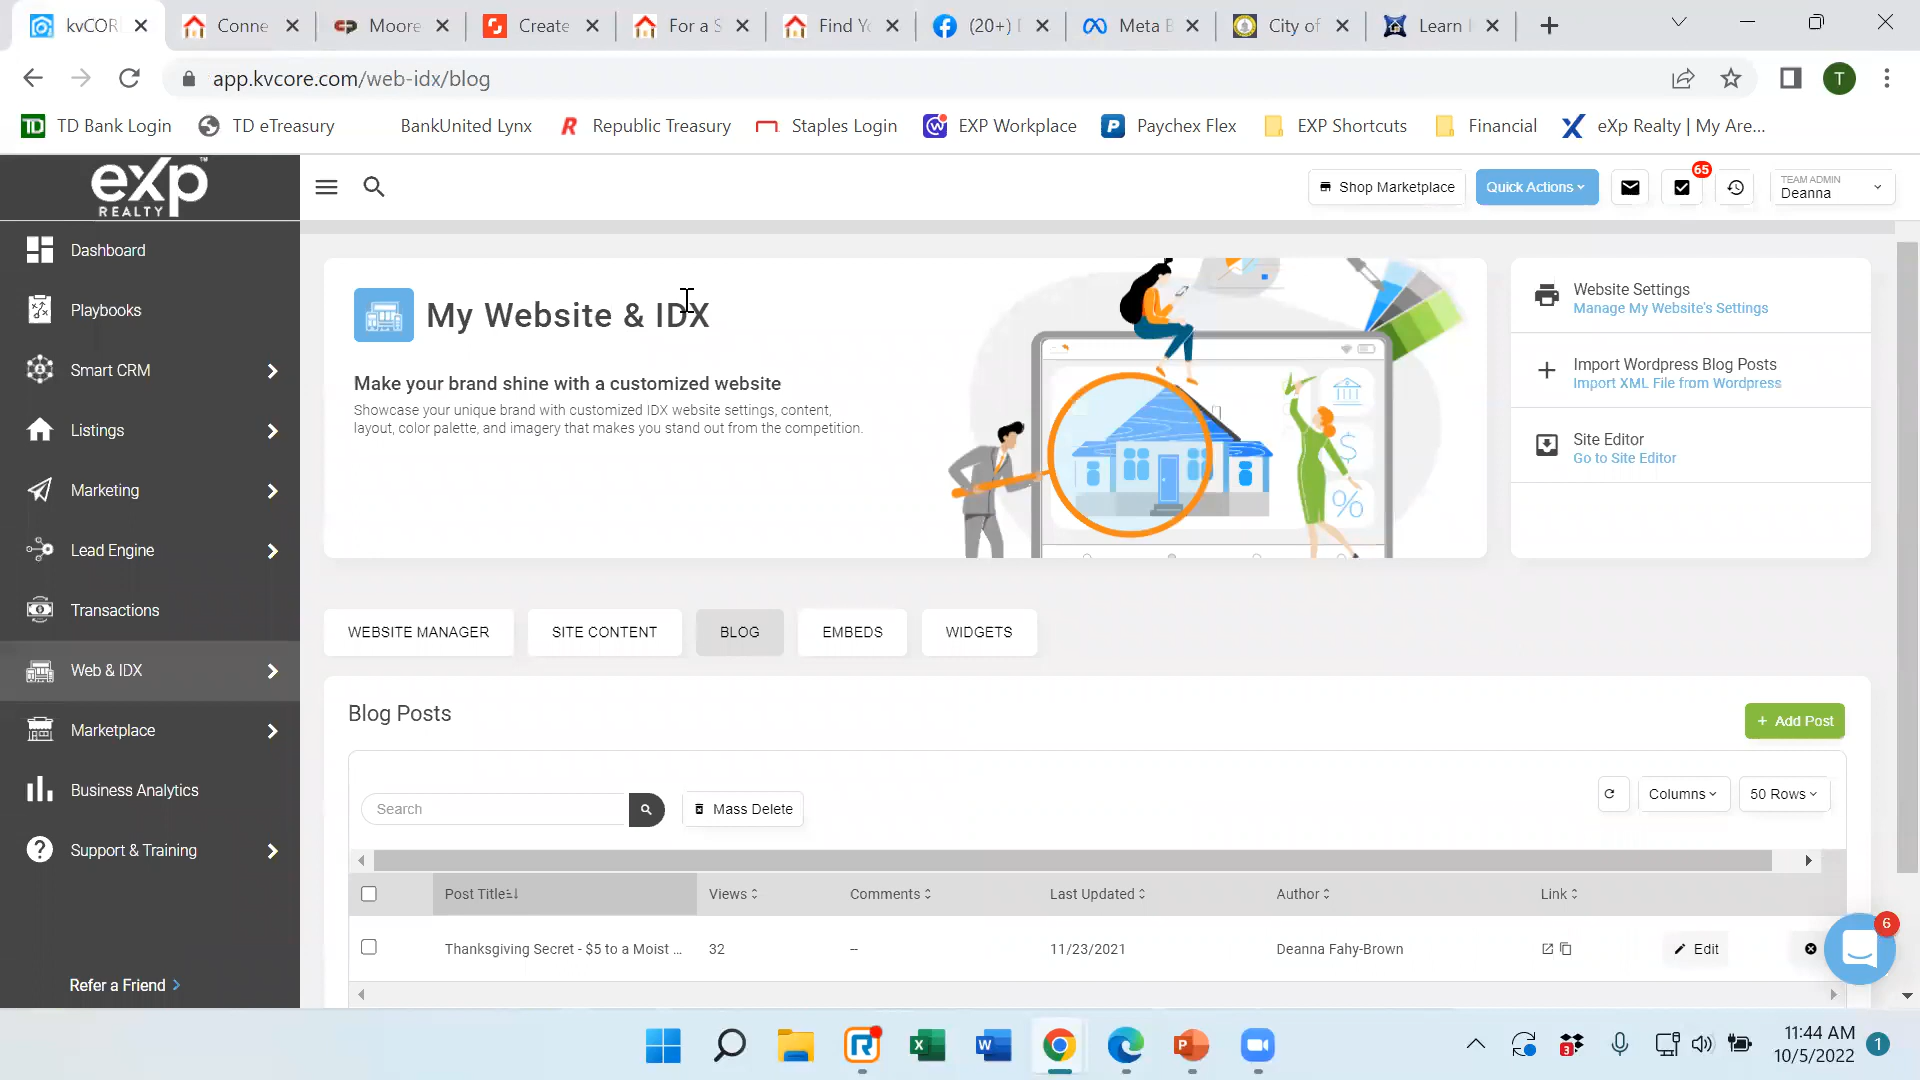 kvCOR
Conne
Moore
Create
For a S
Find Yo
(20+)
Meta B
City of
Learn
app.kvcore.com/web-idx/blog
T
TD Bank Login
TD eTreasury
BankUnited Lynx
Republic Treasury
Staples Login
EXP Workplace
Paychex Flex
EXP Shortcuts
Financial
eXp Realty | My Are...
eXp
REALTY
Shop Marketplace
Quick Actions
65
TEAM ADMIN
Deanna
Dashboard
Playbooks
Smart CRM
Listings
Marketing
Lead Engine
Transactions
Web & IDX
Marketplace
Business Analytics
Support & Training
Refer a Friend
My Website & IDX
Make your brand shine with a customized website
Showcase your unique brand with customized IDX website settings, content,
layout, color palette, and imagery that makes you stand out from the competition.
Website Settings
Manage My Website's Settings
Import Wordpress Blog Posts
Import XML File from Wordpress
Site Editor
Go to Site Editor
WEBSITE MANAGER
SITE CONTENT
BLOG
EMBEDS
WIDGETS
Blog Posts
+ Add Post
Search
Mass Delete
Columns
50 Rows
Post Title
Views
Comments
Last Updated
Author
Link
Thanksgiving Secret - $5 to a Moist ...
32
--
11/23/2021
Deanna Fahy-Brown
Edit
6
11:44 AM
10/5/2022
1
3